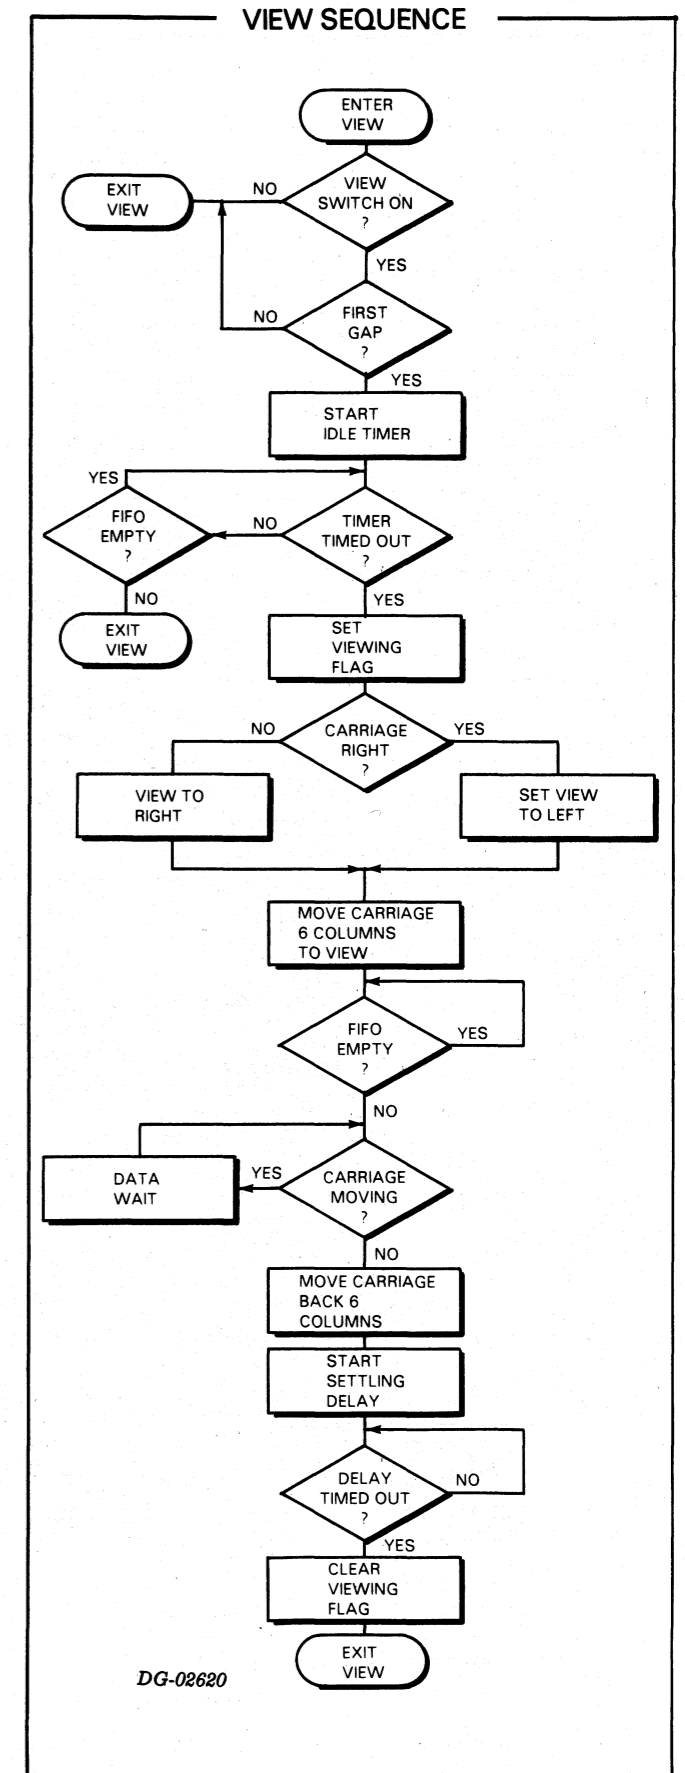 VIEW SEQUENCE
ENTER
VIEW
EXIT
VIEW
NO
VIEW
SWITCH ON
?
YES
NO
FIRST
GAP
?
YES
START
IDLE TIMER
YES
FIFO
EMPTY
?
NO
TIMER
TIMED OUT
?
NO
EXIT
VIEW
YES
SET
VIEWING
FLAG
NO
CARRIAGE
RIGHT
?
YES
VIEW TO
RIGHT
SET VIEW
TO LEFT
MOVE CARRIAGE
6 COLUMNS
TO VIEW
FIFO
EMPTY
?
YES
NO
DATA
WAIT
YES
CARRIAGE
MOVING
?
NO
MOVE CARRIAGE
BACK 6
COLUMNS
START
SETTLING
DELAY
DELAY
TIMED OUT
?
NO
YES
CLEAR
VIEWING
FLAG
EXIT
VIEW
DG-02620